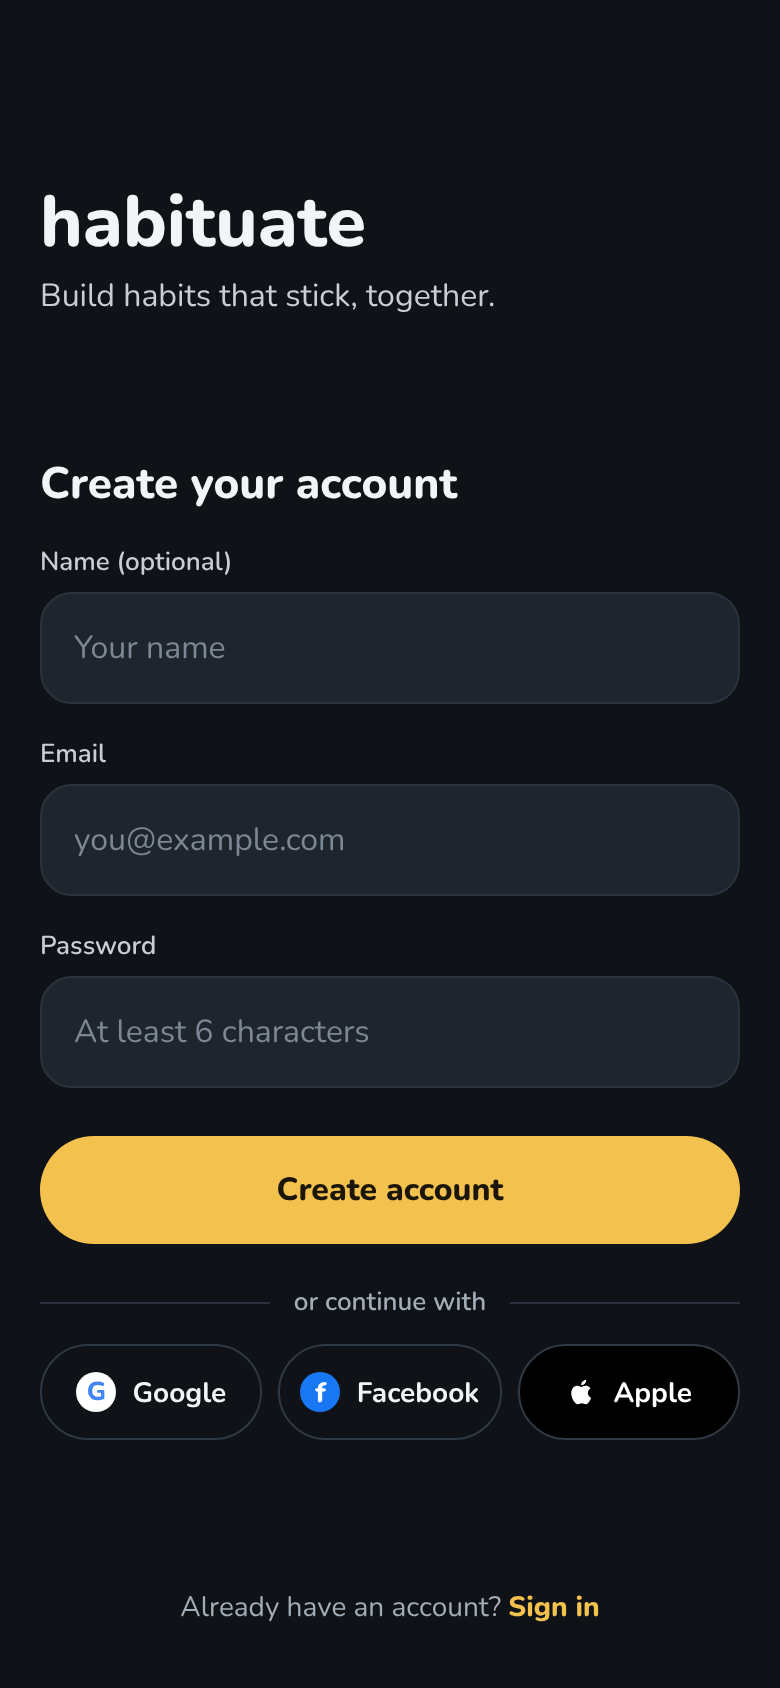 habituate
Build habits that stick, together.
Create your account
Name (optional)
Your name
Email
you@example.com
Password
At least 6 characters
Create account
or continue with
G Google
f Facebook
Apple
Already have an account? Sign in